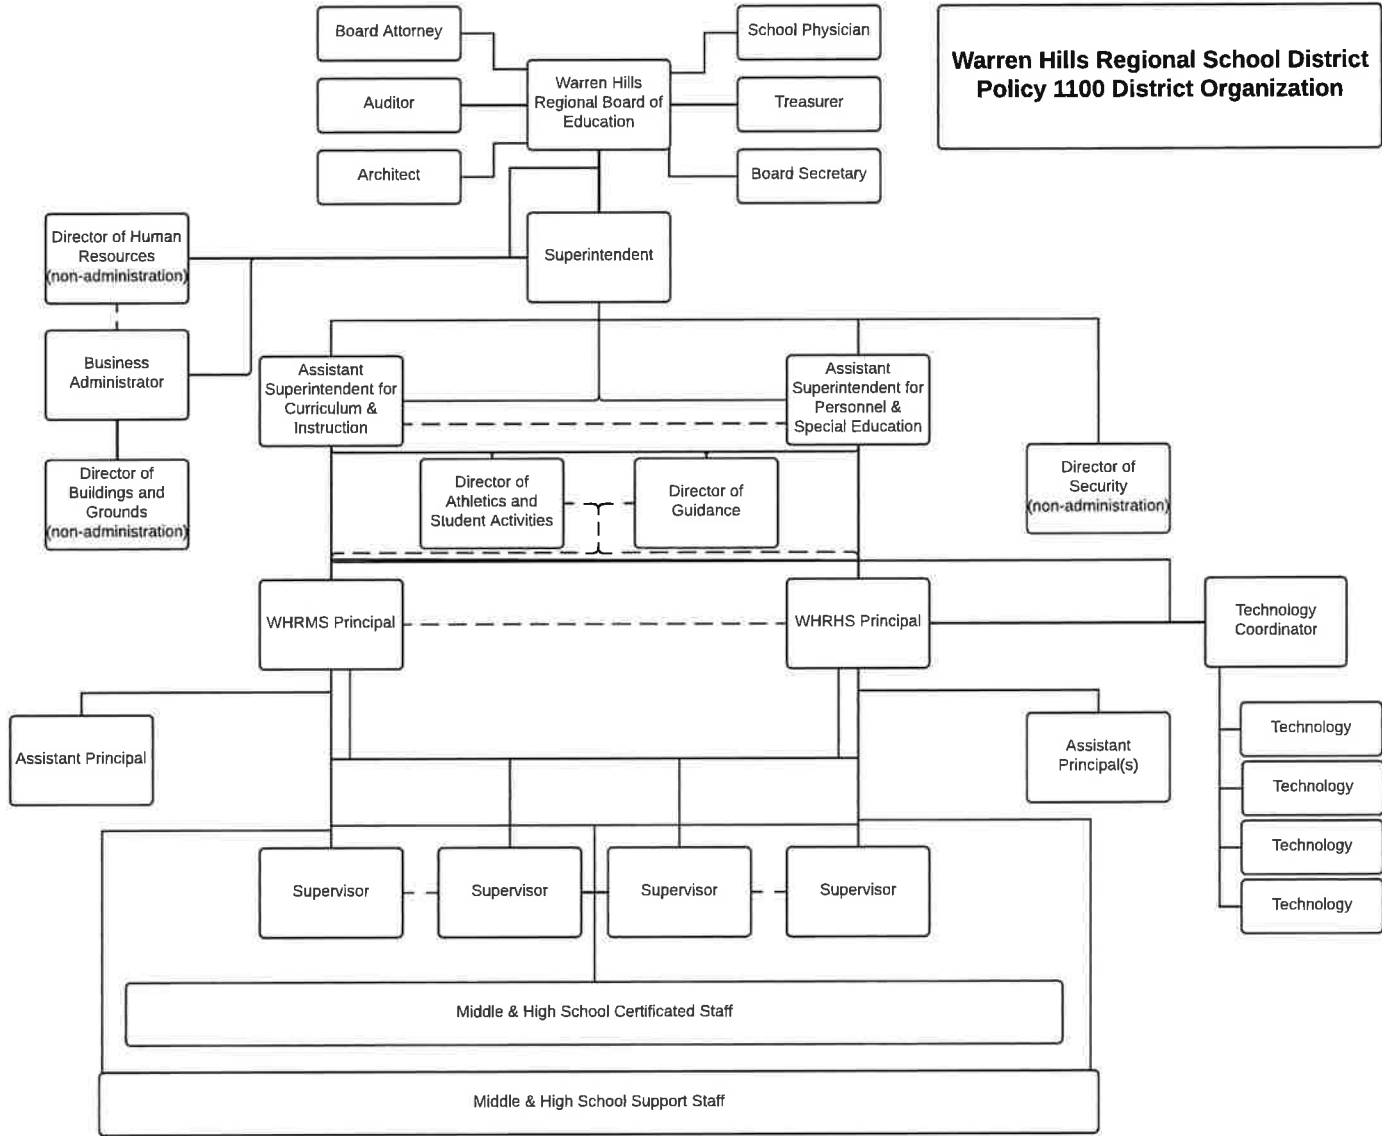 Board Attorney
School Physician
Warren Hills Regional School District
Policy 1100 District Organization
Warren Hills
Regional Board of
Education
Auditor
Treasurer
Architect
Board Secretary
Director of Human
Resources
(non-administration)
Superintendent
Business
Administrator
Assistant
Superintendent for
Curriculum &
Instruction
Assistant
Superintendent for
Personnel &
Special Education
Director of
Buildings and
Grounds
(non-administration)
Director of
Athletics and
Student Activities
Director of
Guidance
Director of
Security
(non-administration)
WHRMS Principal
WHRHS Principal
Technology
Coordinator
Assistant Principal
Assistant
Principal(s)
Technology
Technology
Technology
Technology
Supervisor
Supervisor
Supervisor
Supervisor
Middle & High School Certificated Staff
Middle & High School Support Staff